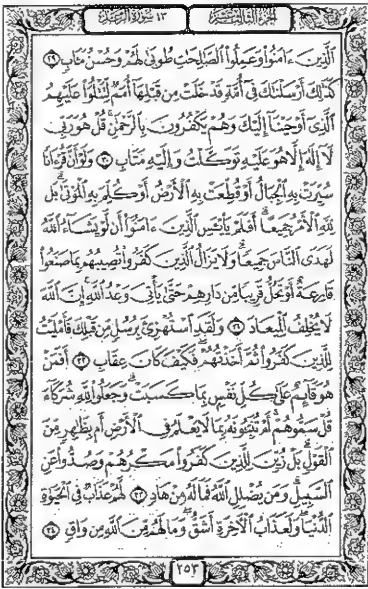 الجزء الثالث عشر ١٣ سورة الرعد
الَّذِينَ ءَامَنُوا وَعَمِلُوا الصَّٰلِحَٰتِ طُوبَىٰ لَهُمْ وَحُسْنُ مَـَٔابٍ ٢٩
كَذَٰلِكَ أَرْسَلْنَٰكَ فِىٓ أُمَّةٍ قَدْ خَلَتْ مِن قَبْلِهَآ أُمَمٌ لِّتَتْلُوَا۟ عَلَيْهِمُ
الَّذِىٓ أَوْحَيْنَآ إِلَيْكَ وَهُمْ يَكْفُرُونَ بِالرَّحْمَٰنِ ۚ قُلْ هُوَ رَبِّى
لَآ إِلَٰهَ إِلَّا هُوَ عَلَيْهِ تَوَكَّلْتُ وَإِلَيْهِ مَتَابِ ٣٠ وَلَوْ أَنَّ قُرْءَانًا
سُيِّرَتْ بِهِ الْجِبَالُ أَوْ قُطِّعَتْ بِهِ الْأَرْضُ أَوْ كُلِّمَ بِهِ الْمَوْتَىٰ ۗ بَل
لِّلَّهِ الْأَمْرُ جَمِيعًا ۗ أَفَلَمْ يَا۟يْـَٔسِ الَّذِينَ ءَامَنُوٓا أَن لَّوْ يَشَآءُ اللَّهُ
لَهَدَى النَّاسَ جَمِيعًا ۗ وَلَا يَزَالُ الَّذِينَ كَفَرُوا تُصِيبُهُم بِمَا صَنَعُوا
قَارِعَةٌ أَوْ تَحُلُّ قَرِيبًا مِّن دَارِهِمْ حَتَّىٰ يَأْتِىَ وَعْدُ اللَّهِ ۚ إِنَّ اللَّهَ
لَا يُخْلِفُ الْمِيعَادَ ٣١ وَلَقَدِ اسْتُهْزِئَ بِرُسُلٍ مِّن قَبْلِكَ فَأَمْلَيْتُ
لِلَّذِينَ كَفَرُوا ثُمَّ أَخَذْتُهُمْ ۖ فَكَيْفَ كَانَ عِقَابِ ٣٢ أَفَمَنْ
هُوَ قَآئِمٌ عَلَىٰ كُلِّ نَفْسٍۭ بِمَا كَسَبَتْ ۗ وَجَعَلُوا لِلَّهِ شُرَكَآءَ
قُلْ سَمُّوهُمْ ۚ أَمْ تُنَبِّـُٔونَهُۥ بِمَا لَا يَعْلَمُ فِى الْأَرْضِ أَم بِظَٰهِرٍ مِّنَ
الْقَوْلِ ۗ بَلْ زُيِّنَ لِلَّذِينَ كَفَرُوا مَكْرُهُمْ وَصُدُّوا عَنِ
السَّبِيلِ ۗ وَمَن يُضْلِلِ اللَّهُ فَمَا لَهُۥ مِنْ هَادٍ ٣٣ لَّهُمْ عَذَابٌ فِى الْحَيَوٰةِ
الدُّنْيَا ۖ وَلَعَذَابُ الْءَاخِرَةِ أَشَقُّ ۖ وَمَا لَهُم مِّنَ اللَّهِ مِن وَاقٍ ٣٤
٢٥٣